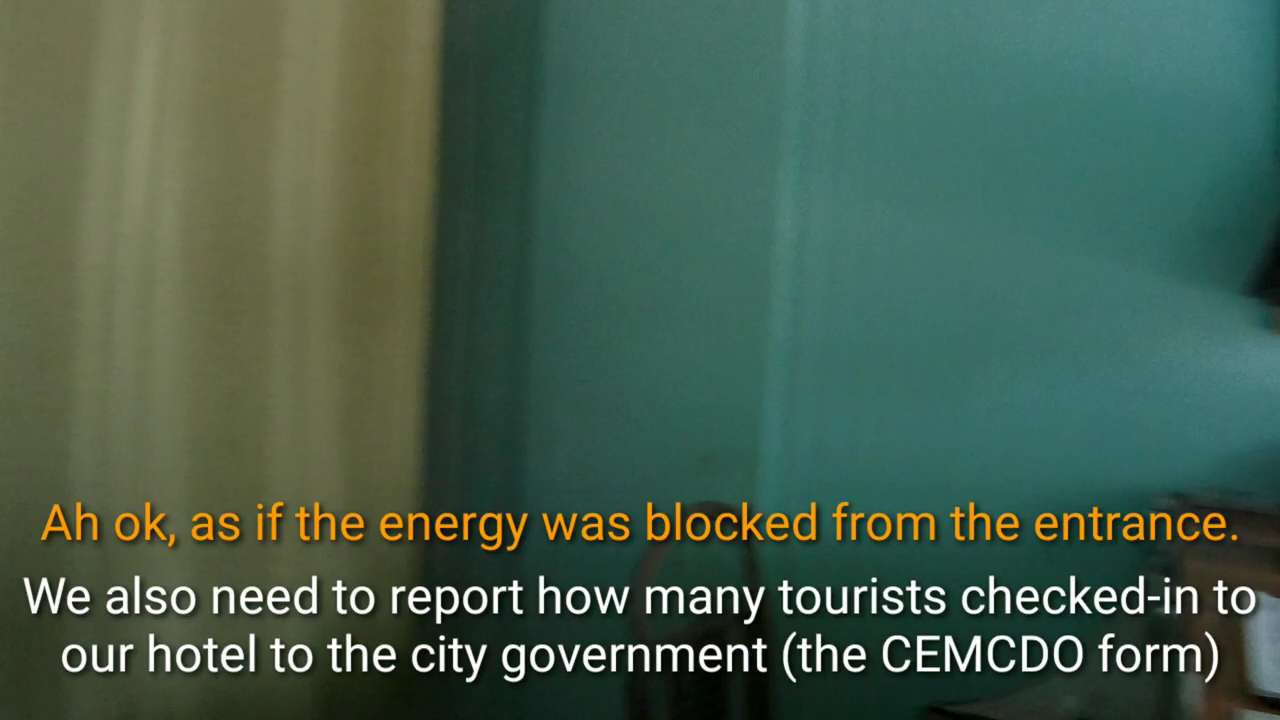 Ah ok, as if the energy was blocked from the entrance.
We also need to report how many tourists checked-in to
our hotel to the city government (the CEMCDO form)